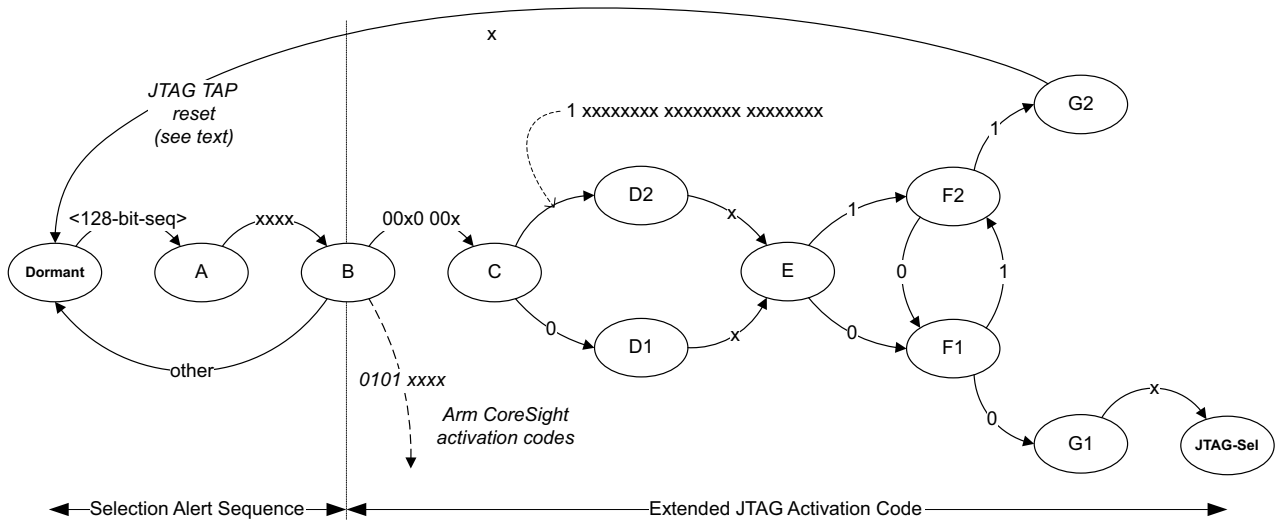 x
JTAG TAP
reset
(see text)
1 xxxxxxxx xxxxxxxx xxxxxxxx
G2
1
D2
F2
<128-bit-seq>
xxxx
00x0 00x
x
1
Dormant
A
B
C
E
0
1
0
x
0
D1
F1
other
0101 xxxx
Arm CoreSight
activation codes
0
x
G1
JTAG-Sel
Selection Alert Sequence
Extended JTAG Activation Code